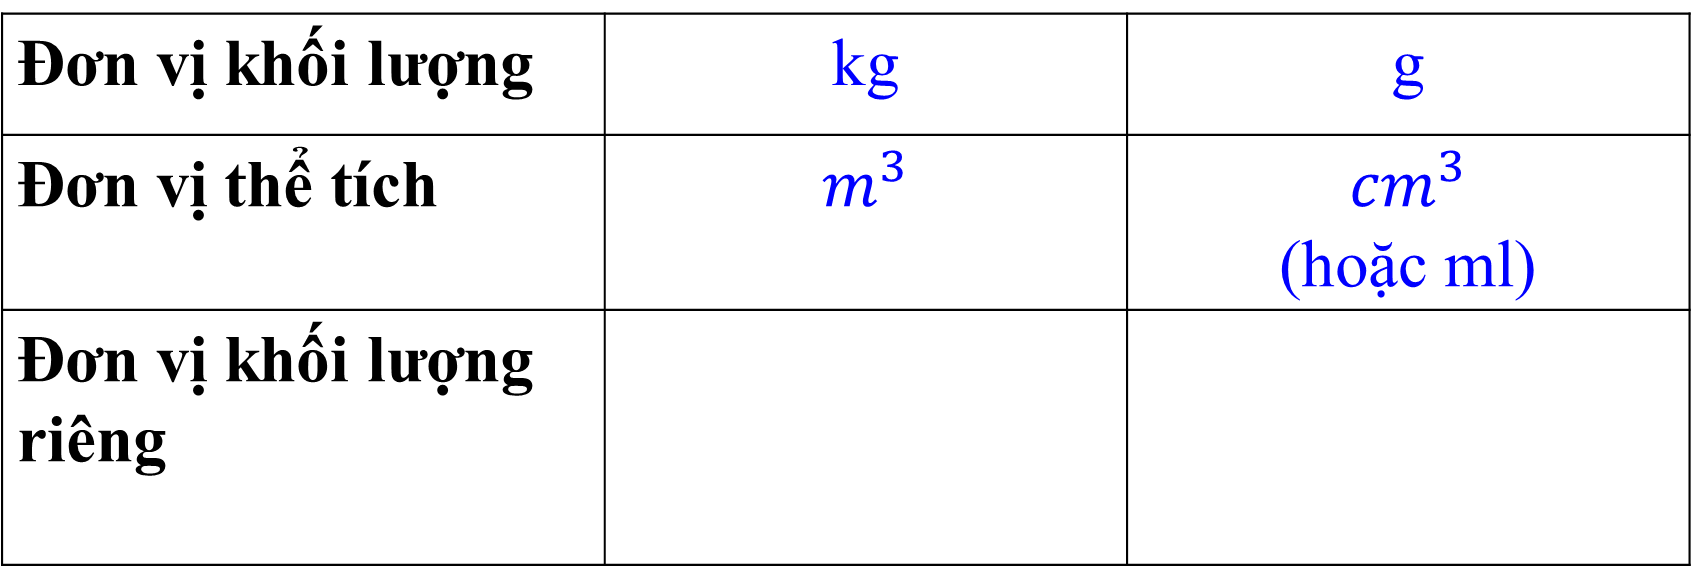 Đơn vị khối lượng kg g
Đơn vị thể tích m³ cm³
(hoặc ml)
Đơn vị khối lượng
riêng